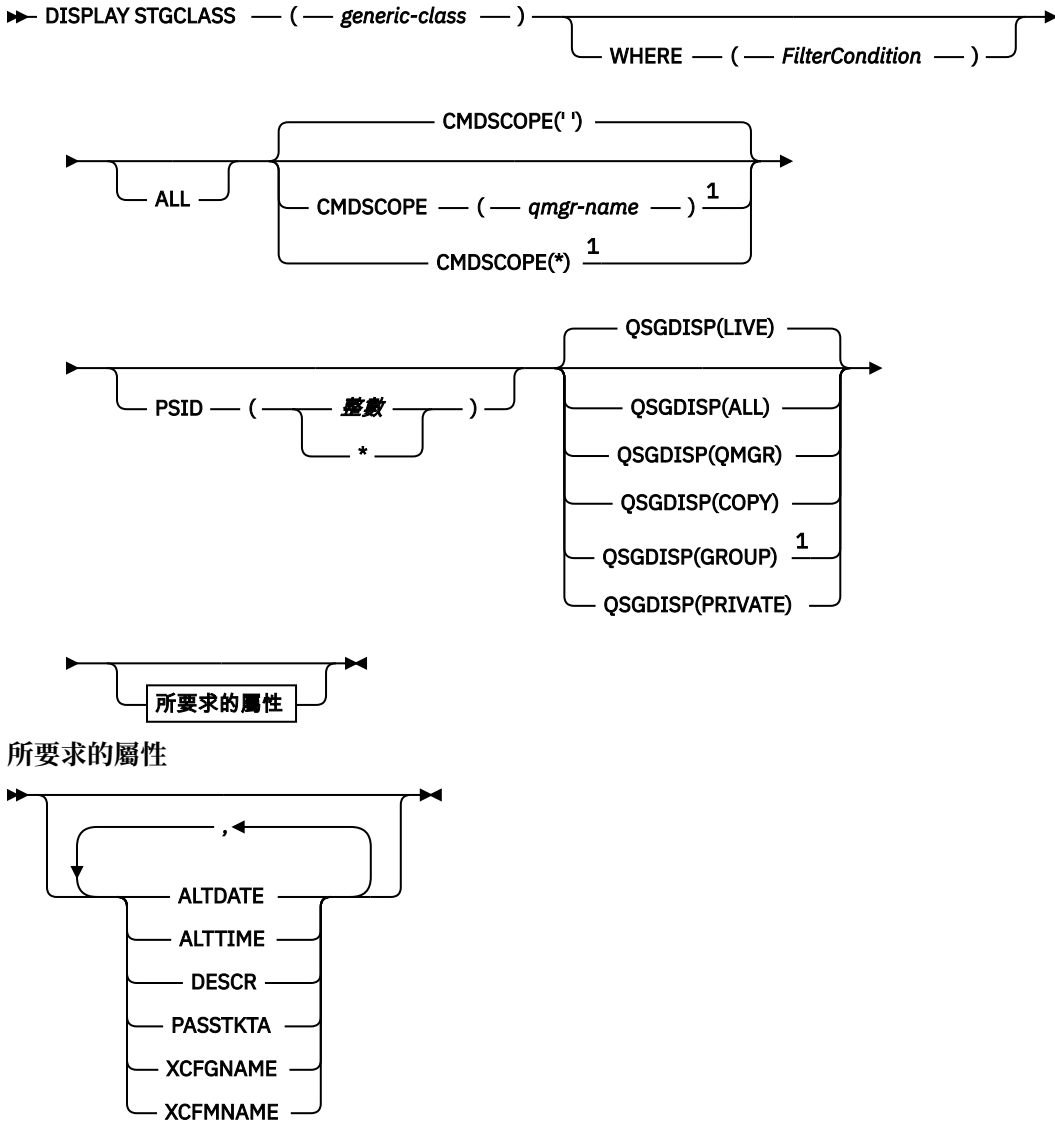 DISPLAY STGCLASS ( generic-class )
WHERE ( FilterCondition )
CMDSCOPE(' ')
ALL
CMDSCOPE ( qmgr-name ) 1
CMDSCOPE(*) 1
QSGDISP(LIVE)
PSID ( 整數 )
*
QSGDISP(ALL)
QSGDISP(QMGR)
QSGDISP(COPY)
QSGDISP(GROUP) 1
QSGDISP(PRIVATE)
所要求的屬性
所要求的屬性
,
ALTDATE
ALTTIME
DESCR
PASSTKTA
XCFGNAME
XCFMNAME